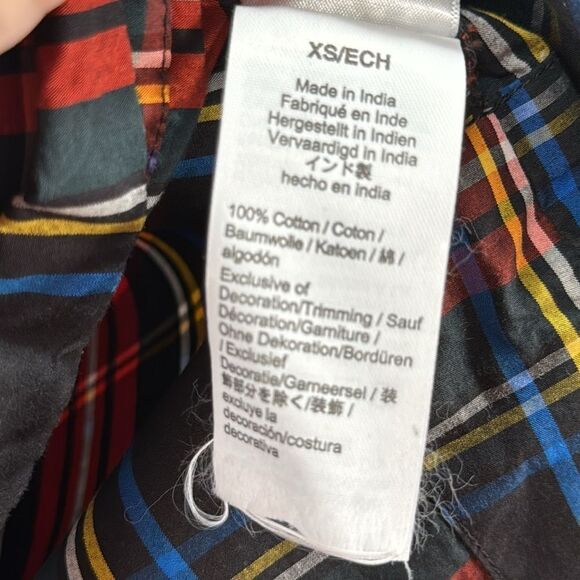 XS/ECH
Made in India
Fabriqué en Inde
Hergestellt in Indien
Vervaardigd in India
インド製
hecho en india
100% Cotton / Coton /
Baumwolle / Katoen / 綿 /
algodón
Exclusive of
Decoration/Trimming / Sauf
Décoration/Garniture /
Ohne Dekoration/Bordüren
/ Exclusief
Decoratie/Garneersel / 装
飾部分を除く/装飾 /
excluye la
decoración/costura
decorativa